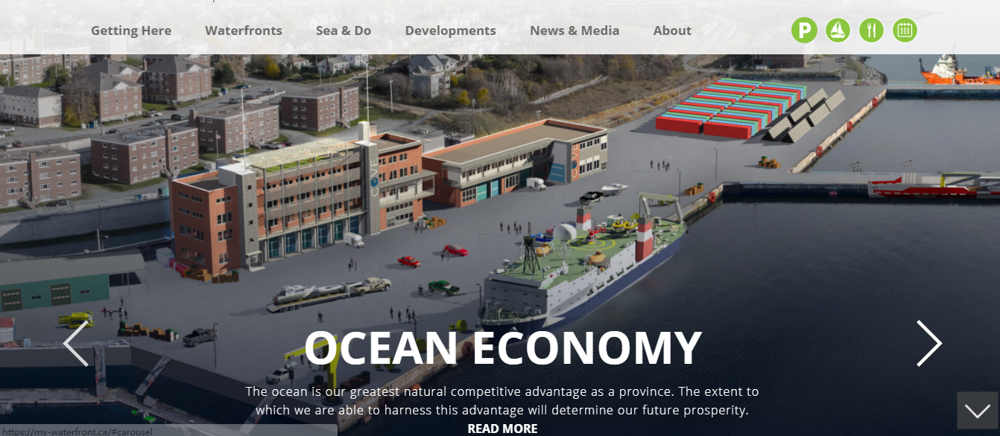 Getting Here Waterfronts Sea & Do Developments News & Media About P
COVE
COVE
OCEAN ECONOMY
The ocean is our greatest natural competitive advantage as a province. The extent to
which we are able to harness this advantage will determine our future prosperity.
READ MORE
https://my-waterfront.ca/#carousel